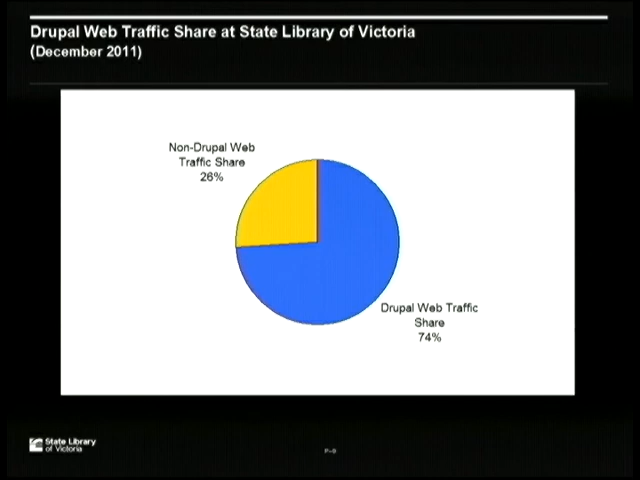 Drupal Web Traffic Share at State Library of Victoria
(December 2011)
Non-Drupal Web
Traffic Share
26%
Drupal Web Traffic
Share
74%
State Library
of Victoria